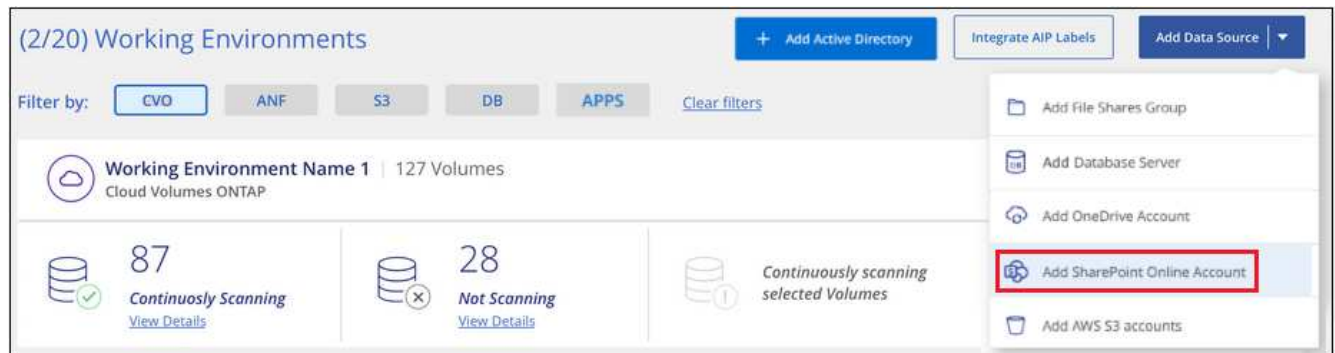 (2/20) Working Environments
+ Add Active Directory
Integrate AIP Labels
Add Data Source
Filter by:
CVO
ANF
S3
DB
APPS
Clear filters
Working Environment Name 1 | 127 Volumes
Cloud Volumes ONTAP
87
Continuosly Scanning
View Details
28
Not Scanning
View Details
Continuously scanning
selected Volumes
Add File Shares Group
Add Database Server
Add OneDrive Account
Add SharePoint Online Account
Add AWS S3 accounts